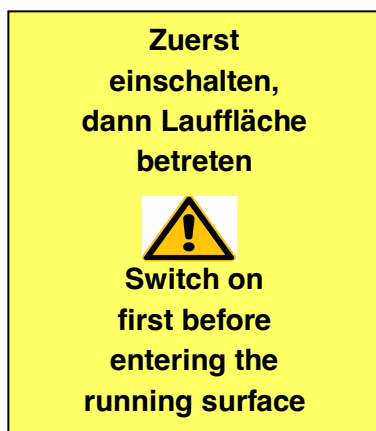 Zuerst
einschalten,
dann Lauffläche
betreten
Switch on
first before
entering the
running surface